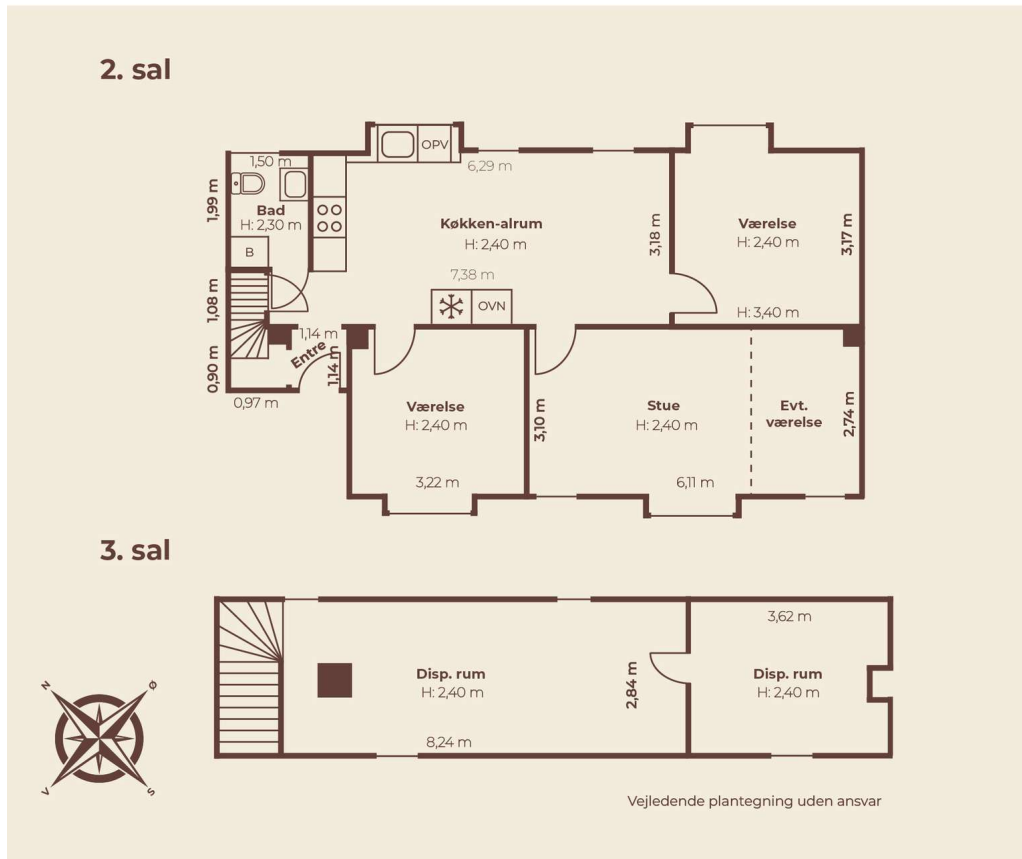 2. sal
OPV
1,50 m
6,29 m
1,99 m
Bad
H: 2,30 m
Køkken-alrum
H: 2,40 m
3,18 m
Værelse
H: 2,40 m
3,17 m
B
7,38 m
OVN
1,08 m
H: 3,40 m
1,14 m
Entre
1,14 m
0,90 m
0,97 m
Værelse
H: 2,40 m
3,10 m
Stue
H: 2,40 m
Evt.
værelse
2,74 m
3,22 m
6,11 m
3. sal
3,62 m
Disp. rum
H: 2,40 m
2,84 m
Disp. rum
H: 2,40 m
8,24 m
N
Ø
V
S
Vejledende plantegning uden ansvar